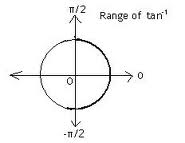 π/2 Range of tan⁻¹
O 0
-π/2